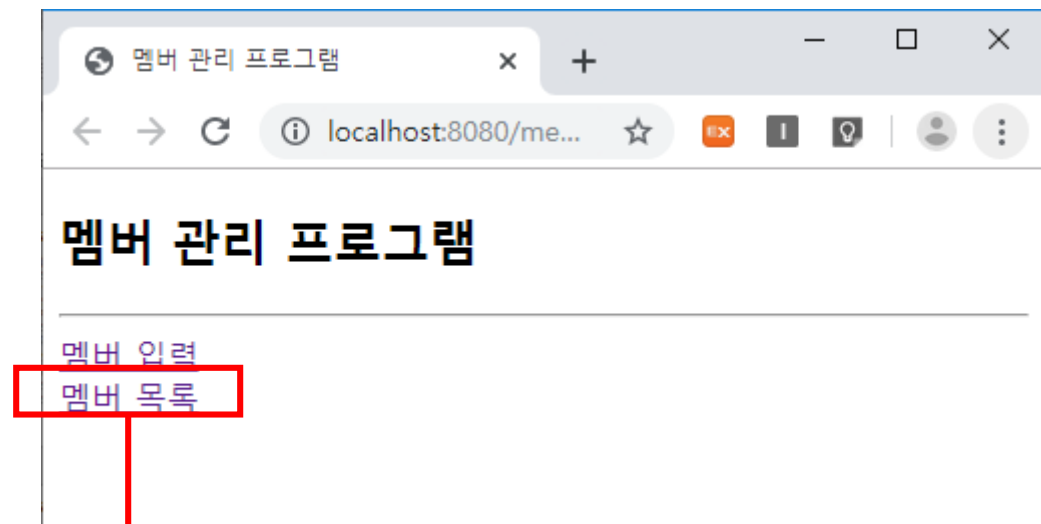 멤버 관리 프로그램
localhost:8080/me...
멤버 관리 프로그램
멤버 입력
멤버 목록